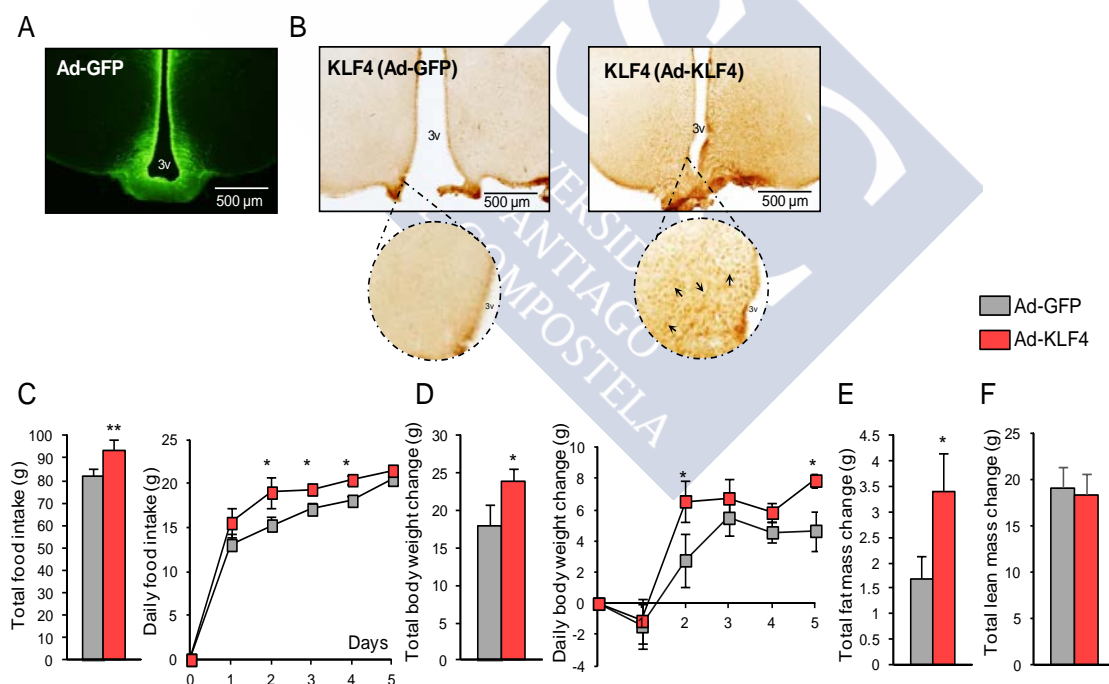 A
B
Ad-GFP
3v
500 µm
KLF4 (Ad-GFP)
3v
500 µm
KLF4 (Ad-KLF4)
3v
500 µm
3v
3v
VERSID
SANTIAGO
COMPOSTELA
Ad-GFP
Ad-KLF4
C
Total food intake (g)
100
90
80
70
60
50
40
30
20
10
0
**
Daily food intake (g)
25
20
15
10
5
0
* * *
Days
0 1 2 3 4 5
D
Total body weight change (g)
30
25
20
15
10
5
0
*
Daily body weight change (g)
10
8
6
4
2
0
-2
-4
* *
1 2 3 4 5
E
Total fat mass change (g)
4.5
4
3.5
3
2.5
2
1.5
1
0.5
0
*
F
Total lean mass change (g)
25
20
15
10
5
0